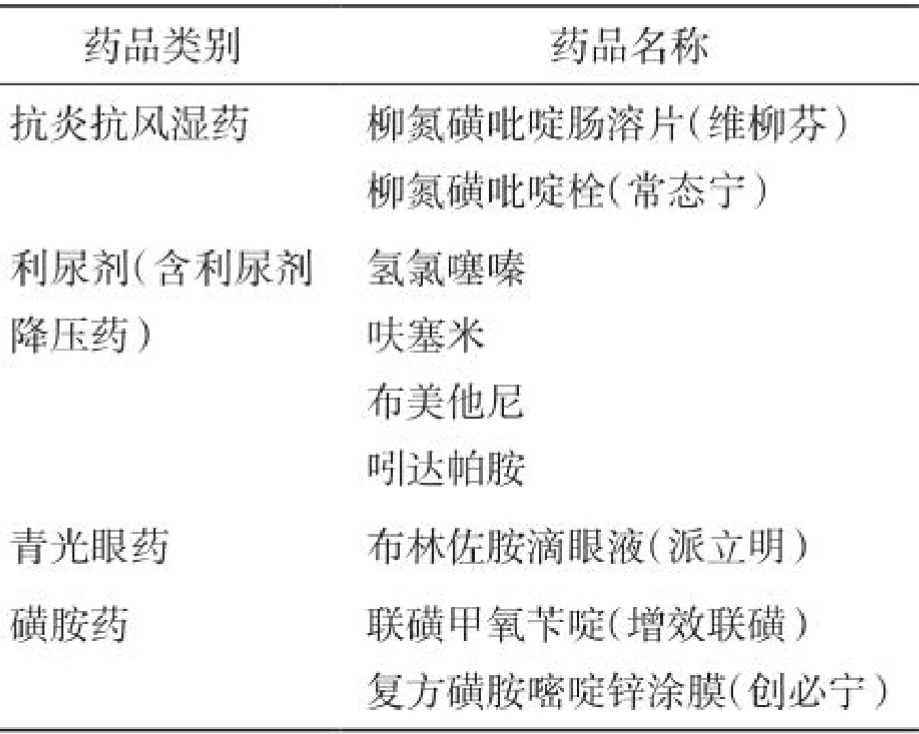 药品类别 药品名称
抗炎抗风湿药 柳氮磺吡啶肠溶片(维柳芬)
柳氮磺吡啶栓(常态宁)
利尿剂(含利尿剂 氢氯噻嗪
降压药) 呋塞米
布美他尼
吲达帕胺
青光眼药 布林佐胺滴眼液(派立明)
磺胺药 联磺甲氧苄啶(增效联磺)
复方磺胺嘧啶锌涂膜(创必宁)